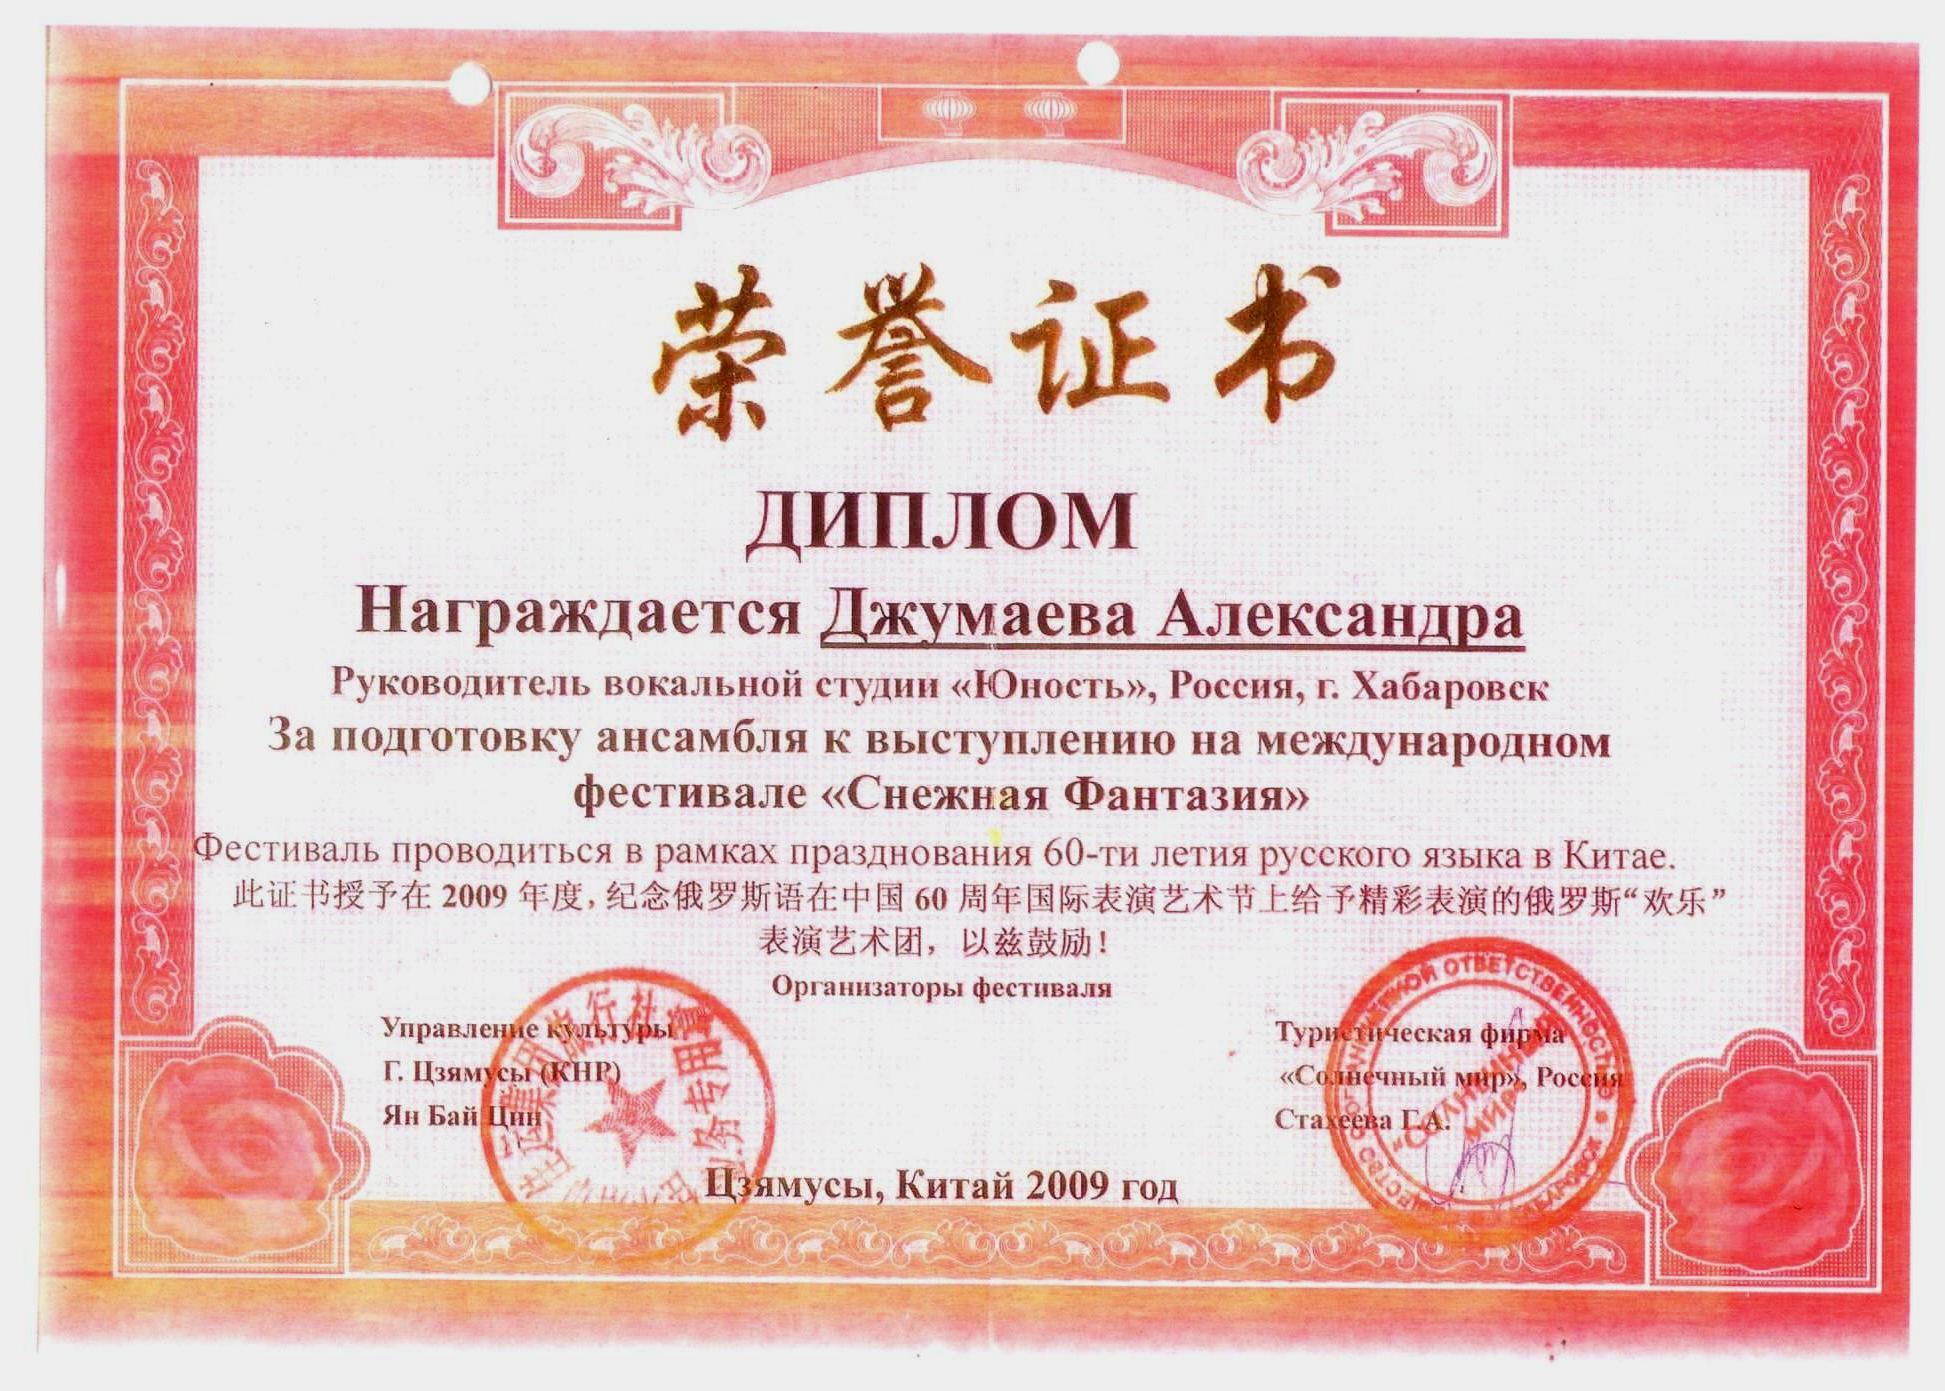 荣誉证书
ДИПЛОМ
Награждается Джумаева Александра
Руководитель вокальной студии «Юность», Россия, г. Хабаровск
За подготовку ансамбля к выступлению на международном
фестивале «Снежная Фантазия»
Фестиваль проводиться в рамках празднования 60-ти летия русского языка в Китае.
此证书授予在 2009 年度, 纪念俄罗斯语在中国 60 周年国际表演艺术节上给予精彩表演的俄罗斯“欢乐”
表演艺术团，以兹鼓励!
Организаторы фестиваля
Управление культуры
Г. Цзямусы (КНР)
Ян Бай Цин
Туристическая фирма
«Солнечный мир», Россия
Стахеева Г.А.
ОТВЕТСТВЕННОСТЬЮ
Цзямусы, Китай 2009 год